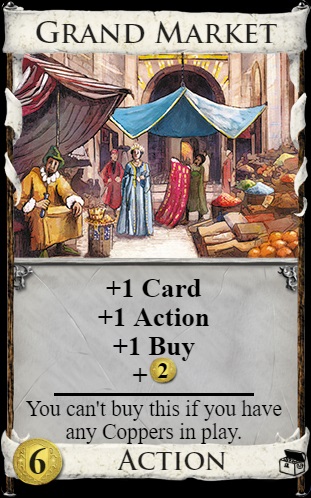 GRAND MARKET
+1 Card
+1 Action
+1 Buy
+2
You can't buy this if you have
any Coppers in play.
6 ACTION